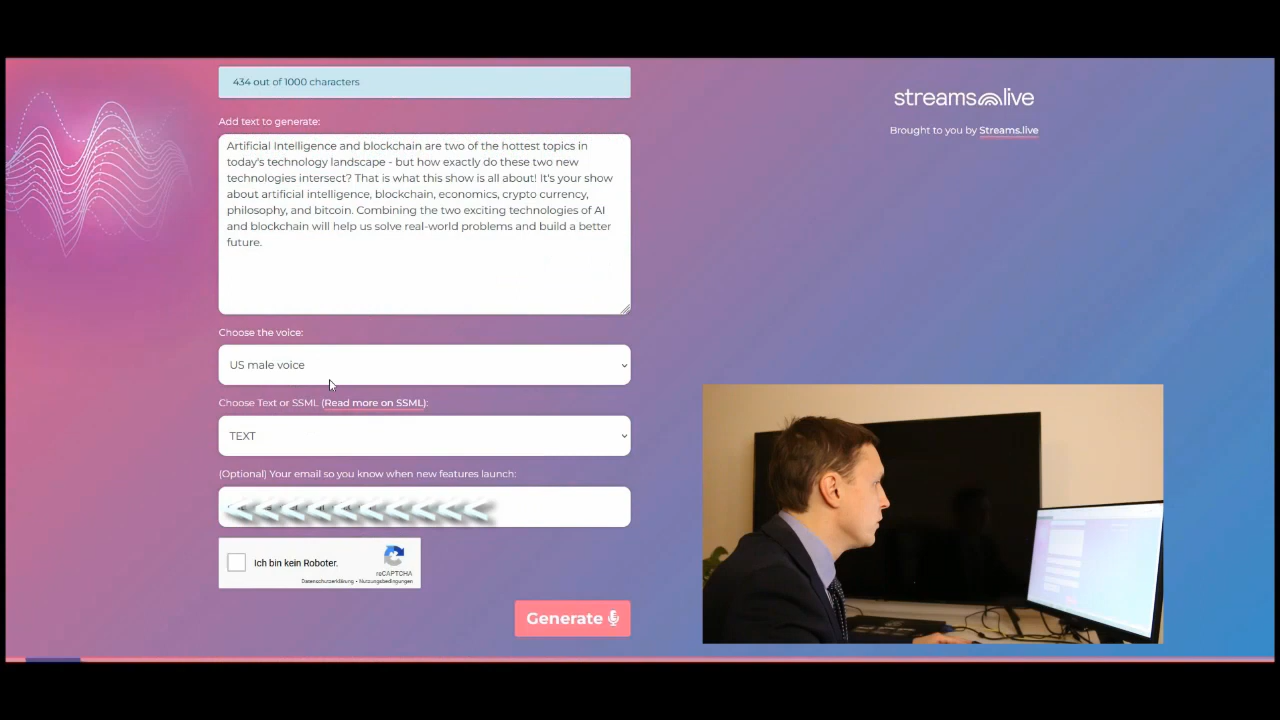 434 out of 1000 characters
Add text to generate:
Artificial Intelligence and blockchain are two of the hottest topics in
today's technology landscape - but how exactly do these two new
technologies intersect? That is what this show is all about! It's your show
about artificial intelligence, blockchain, economics, crypto currency,
philosophy, and bitcoin. Combining the two exciting technologies of AI
and blockchain will help us solve real-world problems and build a better
future.
Choose the voice:
US male voice
Choose Text or SSML (Read more on SSML):
TEXT
(Optional) Your email so you know when new features launch:
Ich bin kein Roboter.
reCAPTCHA
Datenschutzerklärung • Nutzungsbedingungen
Generate
streams live
Brought to you by Streams.live